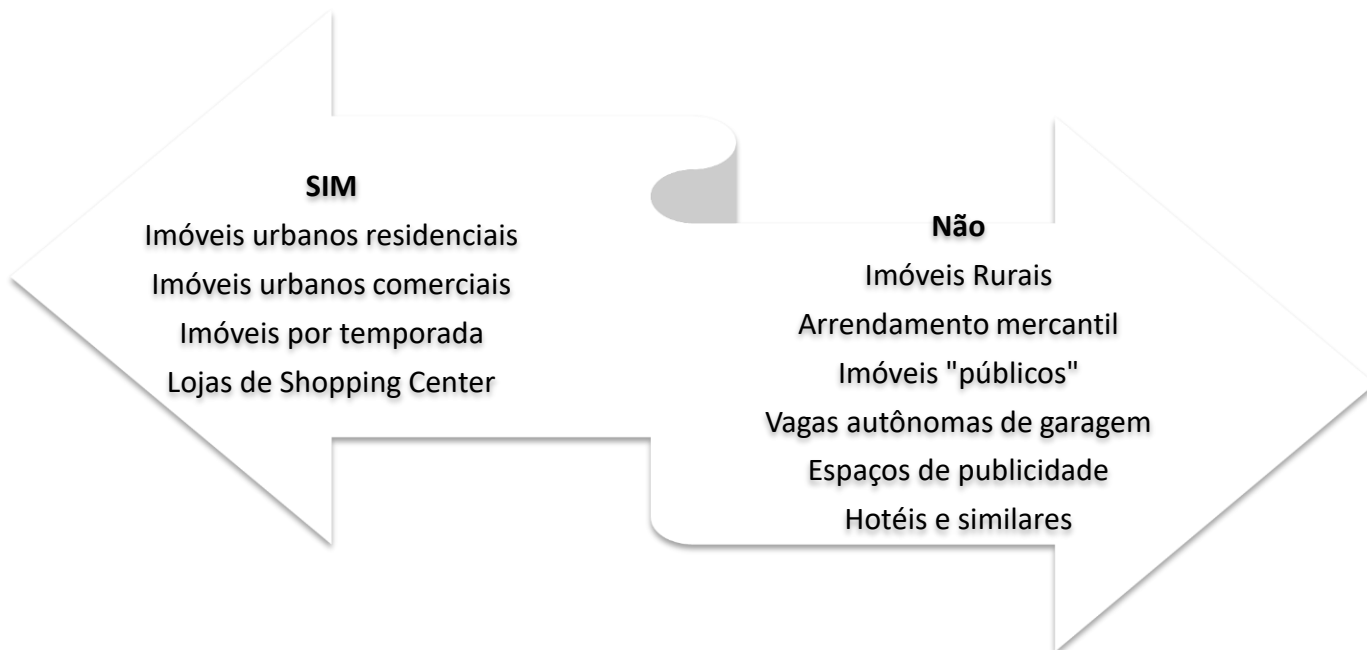 SIM
Imóveis urbanos residenciais
Imóveis urbanos comerciais
Imóveis por temporada
Lojas de Shopping Center
Não
Imóveis Rurais
Arrendamento mercantil
Imóveis "públicos"
Vagas autônomas de garagem
Espaços de publicidade
Hotéis e similares